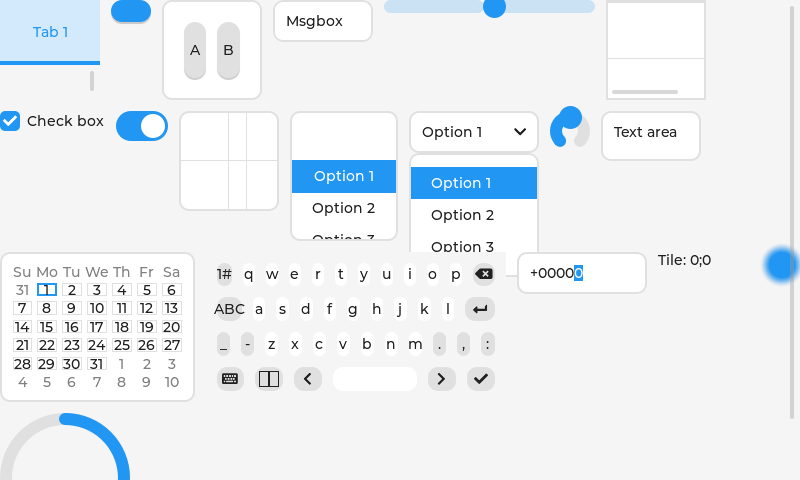 Tab 1
A B
Msgbox
Check box
Option 1
Option 2
Option 3
Option 1
Option 1
Option 2
Option 3
Text area
Su Mo Tu We Th Fr Sa
31 1 2 3 4 5 6
7 8 9 10 11 12 13
14 15 16 17 18 19 20
21 22 23 24 25 26 27
28 29 30 31 1 2 3
4 5 6 7 8 9 10
1# q w e r t y u i o p
ABC a s d f g h j k l
_ - z x c v b n m . , :
+00000
Tile: 0;0